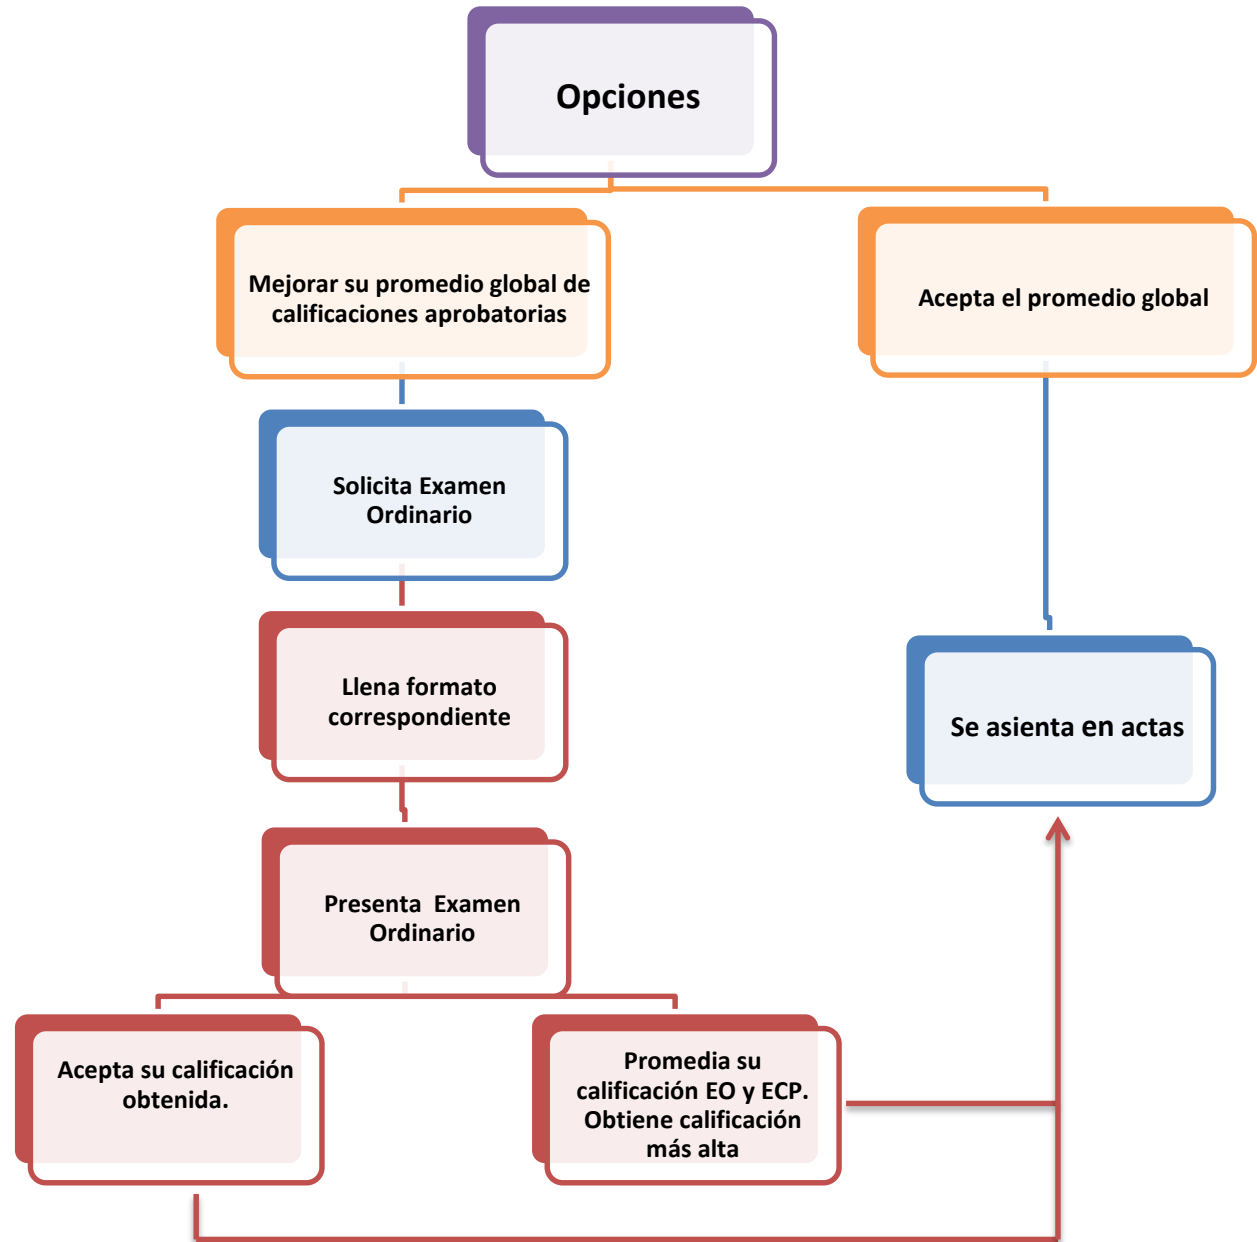 Opciones
Mejorar su promedio global de
calificaciones aprobatorias
Acepta el promedio global
Solicita Examen
Ordinario
Llena formato
correspondiente
Se asienta en actas
Presenta  Examen
Ordinario
Acepta su calificación
obtenida.
Promedia su
calificación EO y ECP.
Obtiene calificación
más alta